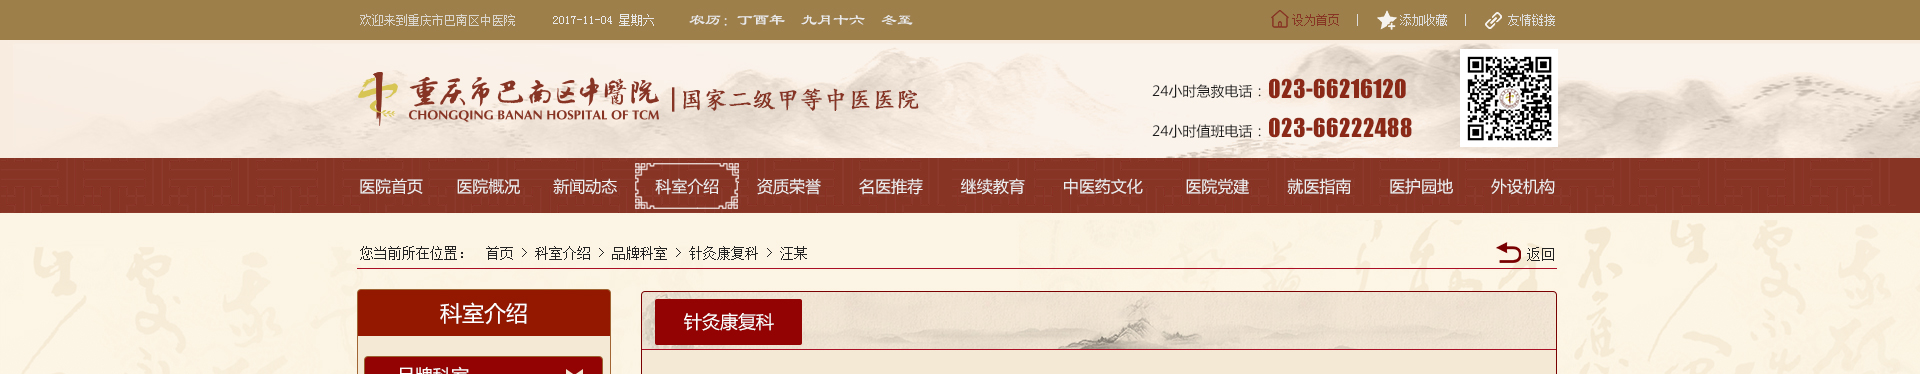 欢迎来到重庆市巴南区中医院 2017-11-04 星期六 农历：丁酉年 九月十六 冬至 设为首页 | 添加收藏 | 友情链接
重庆市巴南区中醫院 | 国家二级甲等中医医院
CHONGQING BANAN HOSPITAL OF TCM
24小时急救电话：023-66216120
24小时值班电话：023-66222488
医院首页 医院概况 新闻动态 科室介绍 资质荣誉 名医推荐 继续教育 中医药文化 医院党建 就医指南 医护园地 外设机构
您当前所在位置： 首页 > 科室介绍 > 品牌科室 > 针灸康复科 > 汪某 返回
科室介绍
针灸康复科
品牌科室